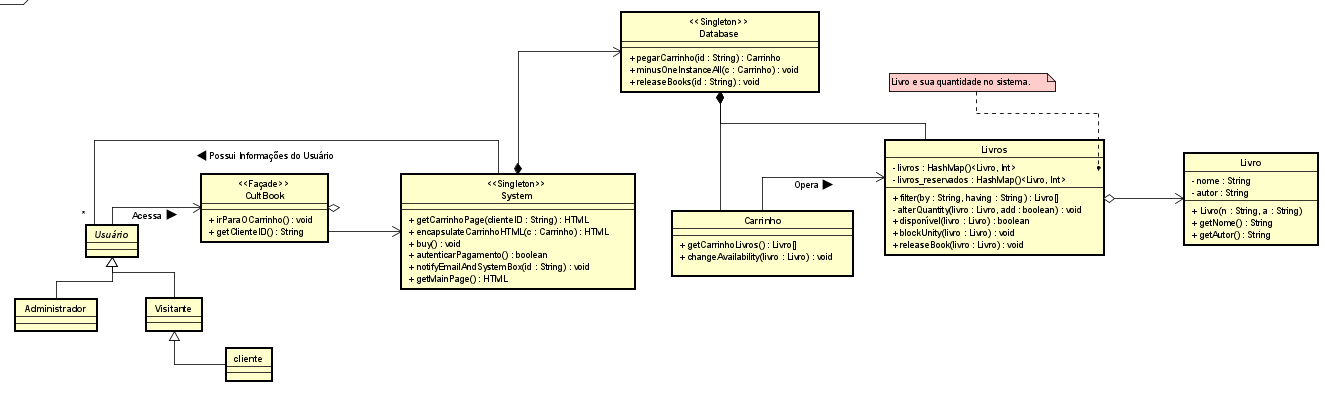 <<Singleton>>
Database
+ pegarCarrinho(id : String) : Carrinho
+ minusOneInstanceAll(c : Carrinho) : void
+ releaseBooks(id : String) : void
Livro e sua quantidade no sistema.
◀ Possui Informações do Usuário
<<Façade>>
CultBook
+ irParaOCarrinho() : void
+ getClienteID() : String
<<Singleton>>
System
+ getCarrinhoPage(clienteID : String) : HTML
+ encapsulateCarrinhoHTML(c : Carrinho) : HTML
+ buy() : void
+ autenticarPagamento() : boolean
+ notifyEmailAndSystemBox(id : String) : void
+ getMainPage() : HTML
Opera ▶
Carrinho
+ getCarrinhoLivros() : Livro[]
+ changeAvailability(livro : Livro) : void
Livros
- livros : HashMap()<Livro, Int>
- livros_reservados : HashMap()<Livro, Int>
+ filter(by : String, having : String) : Livro[]
- alterQuantity(livro : Livro, add : boolean) : void
+ disponível(livro : Livro) : boolean
+ blockUnity(livro : Livro) : void
+ releaseBook(livro : Livro) : void
Livro
- nome : String
- autor : String
+ Livro(n : String, a : String)
+ getNome() : String
+ getAutor() : String
*
Acessa ▶
Usuário
Administrador
Visitante
cliente